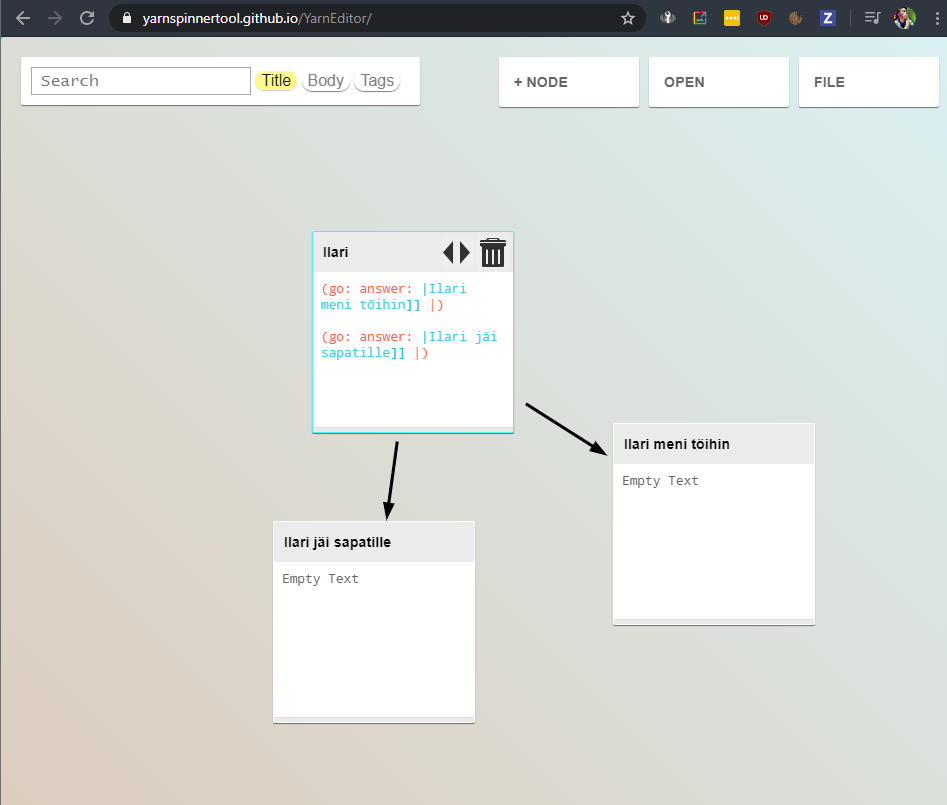 yarnspinnertool.github.io/YarnEditor/
Search Title Body Tags
+ NODE OPEN FILE
Ilari
(go: answer: |Ilari
meni töihin]] |)
(go: answer: |Ilari jäi
sapatille]] |)
Ilari meni töihin
Empty Text
Ilari jäi sapatille
Empty Text